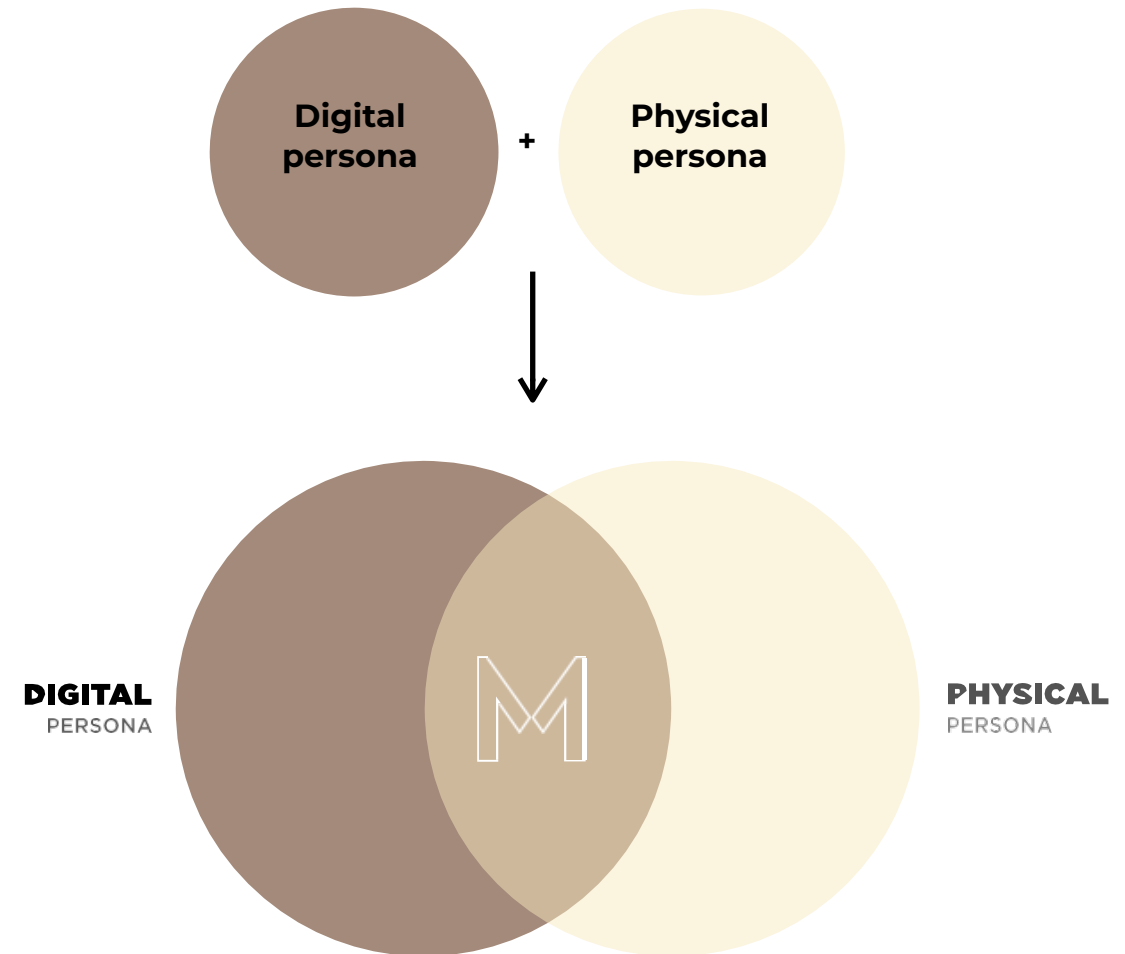 Digital
persona
+
Physical
persona
M
DIGITAL
PERSONA
PHYSICAL
PERSONA